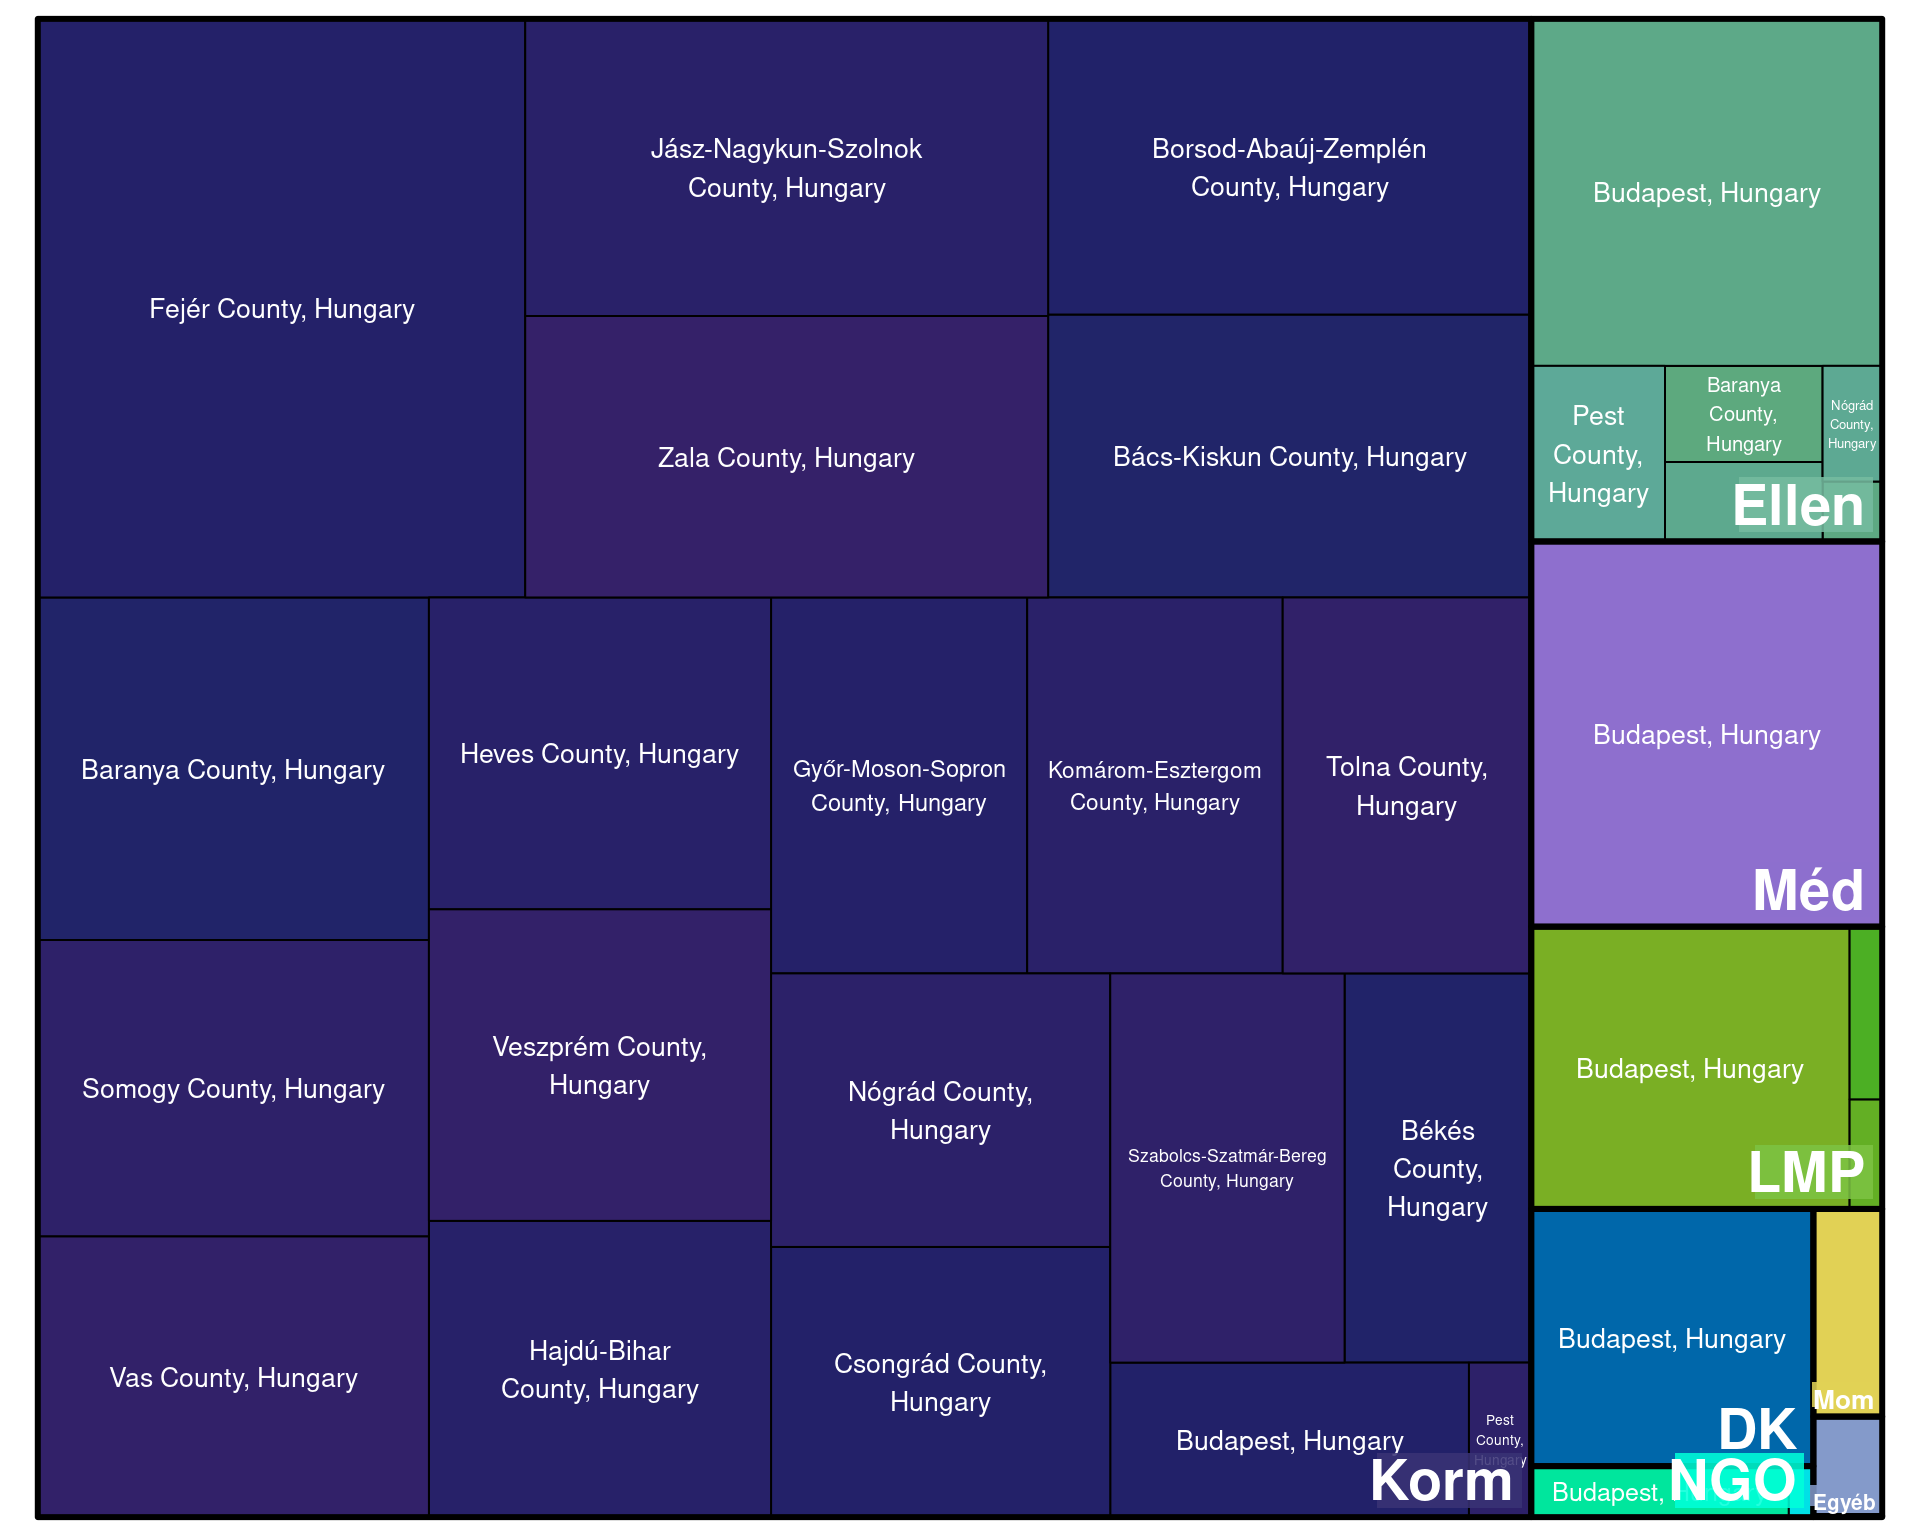 Fejér County, Hungary
Jász-Nagykun-Szolnok
County, Hungary
Borsod-Abaúj-Zemplén
County, Hungary
Zala County, Hungary
Bács-Kiskun County, Hungary
Baranya County, Hungary
Heves County, Hungary
Győr-Moson-Sopron
County, Hungary
Komárom-Esztergom
County, Hungary
Tolna County,
Hungary
Somogy County, Hungary
Veszprém County,
Hungary
Nógrád County,
Hungary
Szabolcs-Szatmár-Bereg
County, Hungary
Békés
County,
Hungary
Vas County, Hungary
Hajdú-Bihar
County, Hungary
Csongrád County,
Hungary
Budapest, Hungary
Pest
County,
Hungary
Korm
Budapest, Hungary
Pest
County,
Hungary
Baranya
County,
Hungary
Nógrád
County,
Hungary
Ellen
Budapest, Hungary
Méd
Budapest, Hungary
LMP
Budapest, Hungary
DK
Mom
Budapest,
NGO
Egyéb